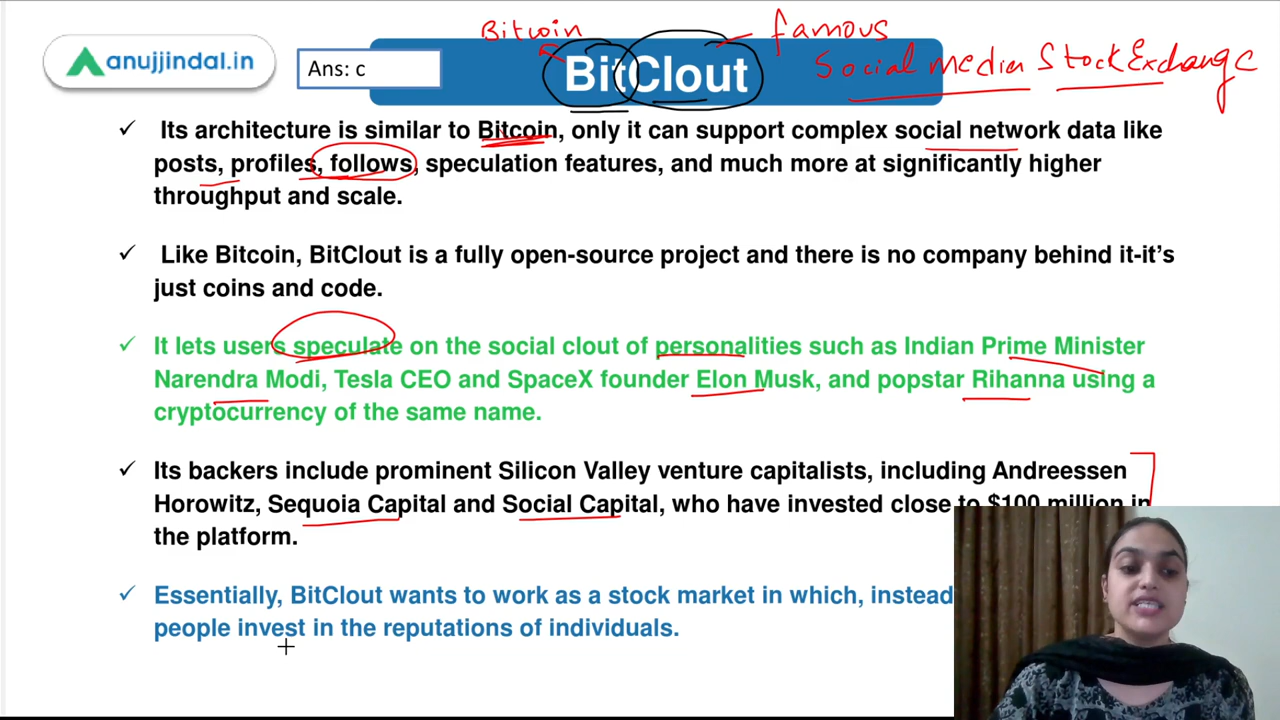 Bitcoin
famous
anujjindal.in
Ans: c
BitClout
Social media Stock Exchange
✓ Its architecture is similar to Bitcoin, only it can support complex social network data like
posts, profiles, follows, speculation features, and much more at significantly higher
throughput and scale.
✓ Like Bitcoin, BitClout is a fully open-source project and there is no company behind it-it’s
just coins and code.
✓ It lets users speculate on the social clout of personalities such as Indian Prime Minister
Narendra Modi, Tesla CEO and SpaceX founder Elon Musk, and popstar Rihanna using a
cryptocurrency of the same name.
✓ Its backers include prominent Silicon Valley venture capitalists, including Andreessen
Horowitz, Sequoia Capital and Social Capital, who have invested close to $100 million in
the platform.
✓ Essentially, BitClout wants to work as a stock market in which, instead
people invest in the reputations of individuals.